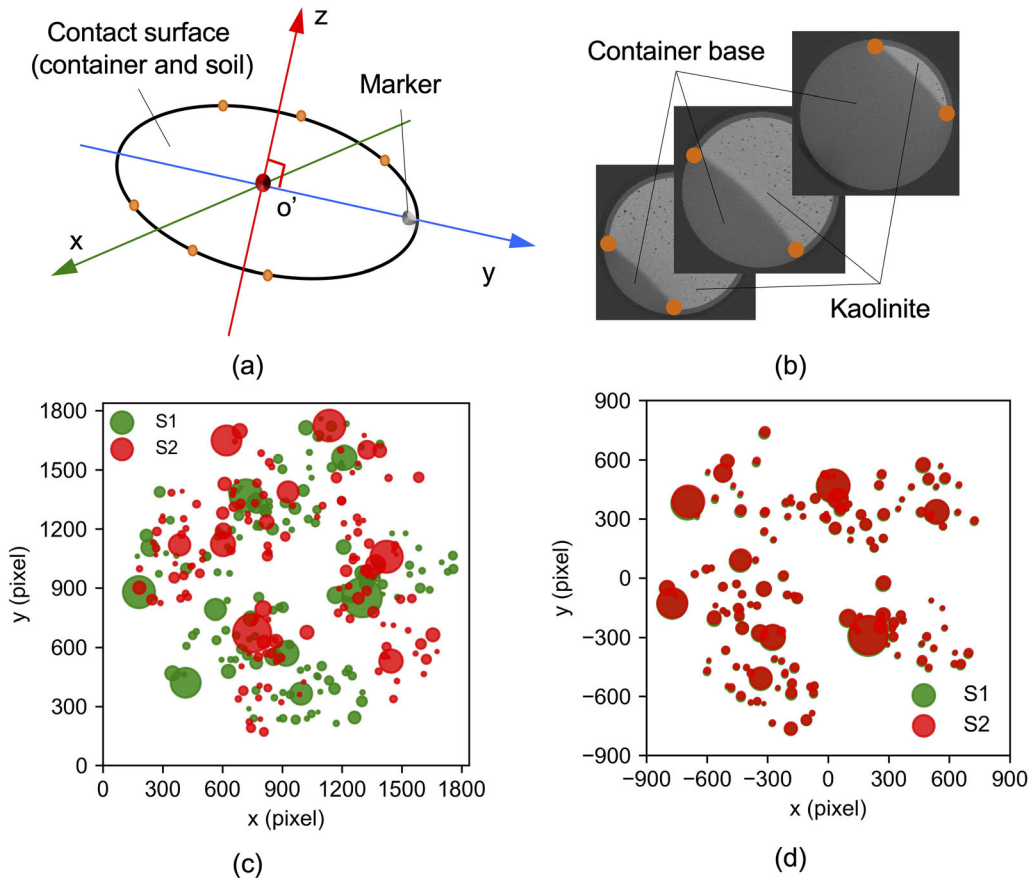 z
Contact surface
(container and soil)
Marker
o’
x
y
(a)
Container base
Kaolinite
(b)
1800
1500
1200
900
600
300
0
y (pixel)
S1
S2
0 300 600 900 1200 1500 1800
x (pixel)
(c)
900
600
300
0
−300
−600
−900
y (pixel)
S1
S2
−900 −600 −300 0 300 600 900
x (pixel)
(d)